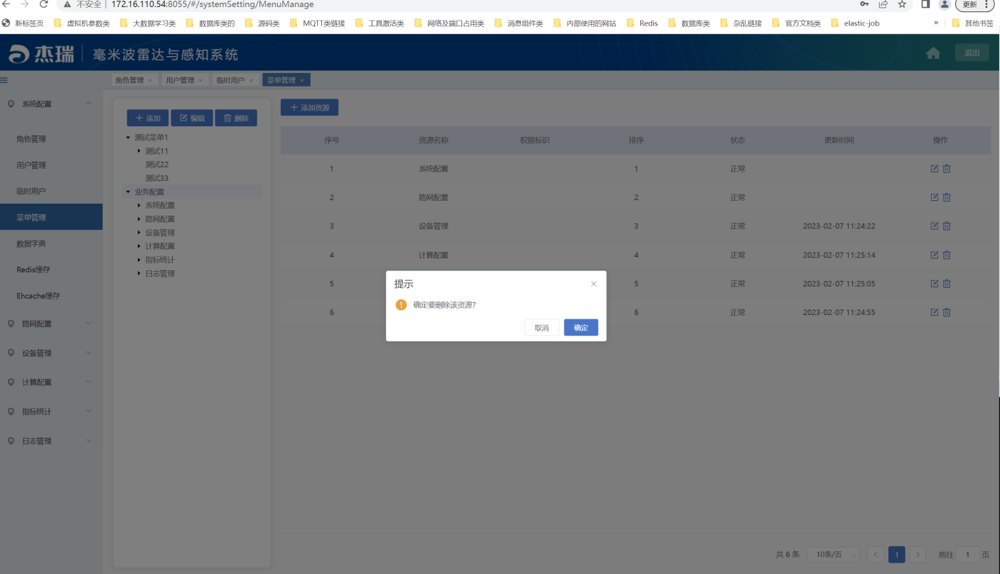 不安全 172.16.110.54:8055/#/systemSetting/MenuManage 更新
新标签页 虚拟机参数类 大数据学习类 数据库类的 源码类 MQTT类链接 工具激活类 网络及端口占用类 消息组件类 内部使用的网站 Redis 数据库类 杂乱链接 官方文档类 elastic-job » 其他书签
杰瑞 毫米波雷达与感知系统 退出
角色管理 × 用户管理 × 临时用户 × 菜单管理 ×
系统配置
角色管理
用户管理
临时用户
菜单管理
数据字典
Redis缓存
Ehcache缓存
路网配置
设备管理
计算配置
指标统计
日志管理
添加 编辑 删除
测试菜单1
测试11
测试22
测试33
业务配置
系统配置
路网配置
设备管理
计算配置
指标统计
日志管理
添加资源
序号 资源名称 权限标识 排序 状态 更新时间 操作
1 系统配置 1 正常
2 路网配置 2 正常
3 设备管理 3 正常 2023-02-07 11:24:22
4 计算配置 4 正常 2023-02-07 11:25:14
5 5 正常 2023-02-07 11:25:05
6 6 正常 2023-02-07 11:24:55
提示
确定要删除该资源?
取消 确定
共 6 条 10条/页 1 前往 1 页